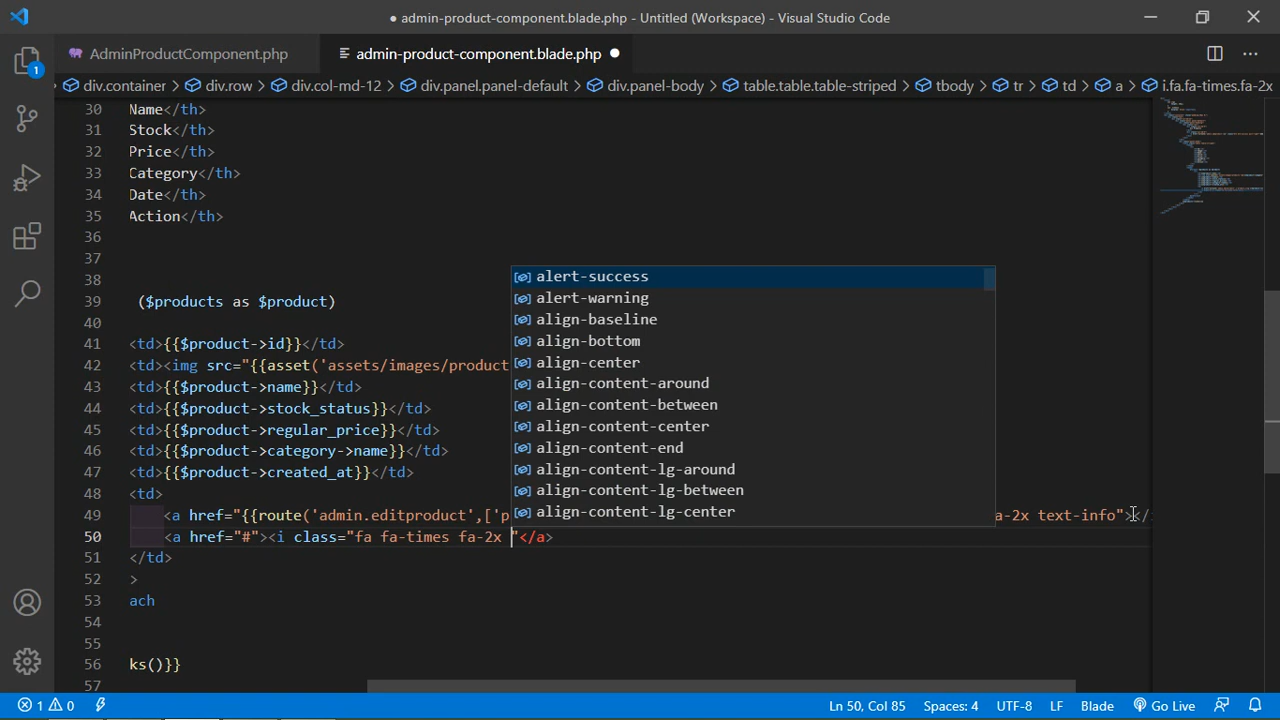 ● admin-product-component.blade.php - Untitled (Workspace) - Visual Studio Code
AdminProductComponent.php
admin-product-component.blade.php ●
div.container > div.row > div.col-md-12 > div.panel.panel-default > div.panel-body > table.table.table-striped > tbody > tr > td > a > i.fa.fa-times.fa-2x
1
30 Name</th>
31 Stock</th>
32 Price</th>
33 Category</th>
34 Date</th>
35 Action</th>
36
37
38
39 ($products as $product)
40
41 <td>{{$product->id}}</td>
42 <td><img src="{{asset('assets/images/product
43 <td>{{$product->name}}</td>
44 <td>{{$product->stock_status}}</td>
45 <td>{{$product->regular_price}}</td>
46 <td>{{$product->category->name}}</td>
47 <td>{{$product->created_at}}</td>
48 <td>
49 <a href="{{route('admin.editproduct',['p a-2x text-info"></i
50 <a href="#"><i class="fa fa-times fa-2x "</a>
51 </td>
52 >
53 ach
54
55
56 ks()}}
57
alert-success
alert-warning
align-baseline
align-bottom
align-center
align-content-around
align-content-between
align-content-center
align-content-end
align-content-lg-around
align-content-lg-between
align-content-lg-center
1 0 Ln 50, Col 85 Spaces: 4 UTF-8 LF Blade Go Live